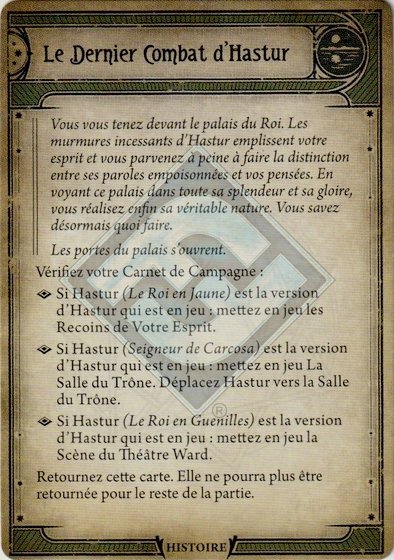 Le Dernier Combat d'Hastur
Vous vous tenez devant le palais du Roi. Les
murmures incessants d'Hastur emplissent votre
esprit et vous parvenez à peine à faire la distinction
entre ses paroles empoisonnées et vos pensées. En
voyant ce palais dans toute sa splendeur et sa gloire,
vous réalisez enfin sa véritable nature. Vous savez
désormais quoi faire.
Les portes du palais s'ouvrent.
Vérifiez votre Carnet de Campagne :
Si Hastur (Le Roi en Jaune) est la version
d'Hastur qui est en jeu : mettez en jeu les
Recoins de Votre Esprit.
Si Hastur (Seigneur de Carcosa) est la version
d'Hastur qui est en jeu : mettez en jeu La
Salle du Trône. Déplacez Hastur vers la Salle
du Trône.
Si Hastur (Le Roi en Guenilles) est la version
d'Hastur qui est en jeu : mettez en jeu la
Scène du Théâtre Ward.
Retournez cette carte. Elle ne pourra plus être
retournée pour le reste de la partie.
HISTOIRE
®